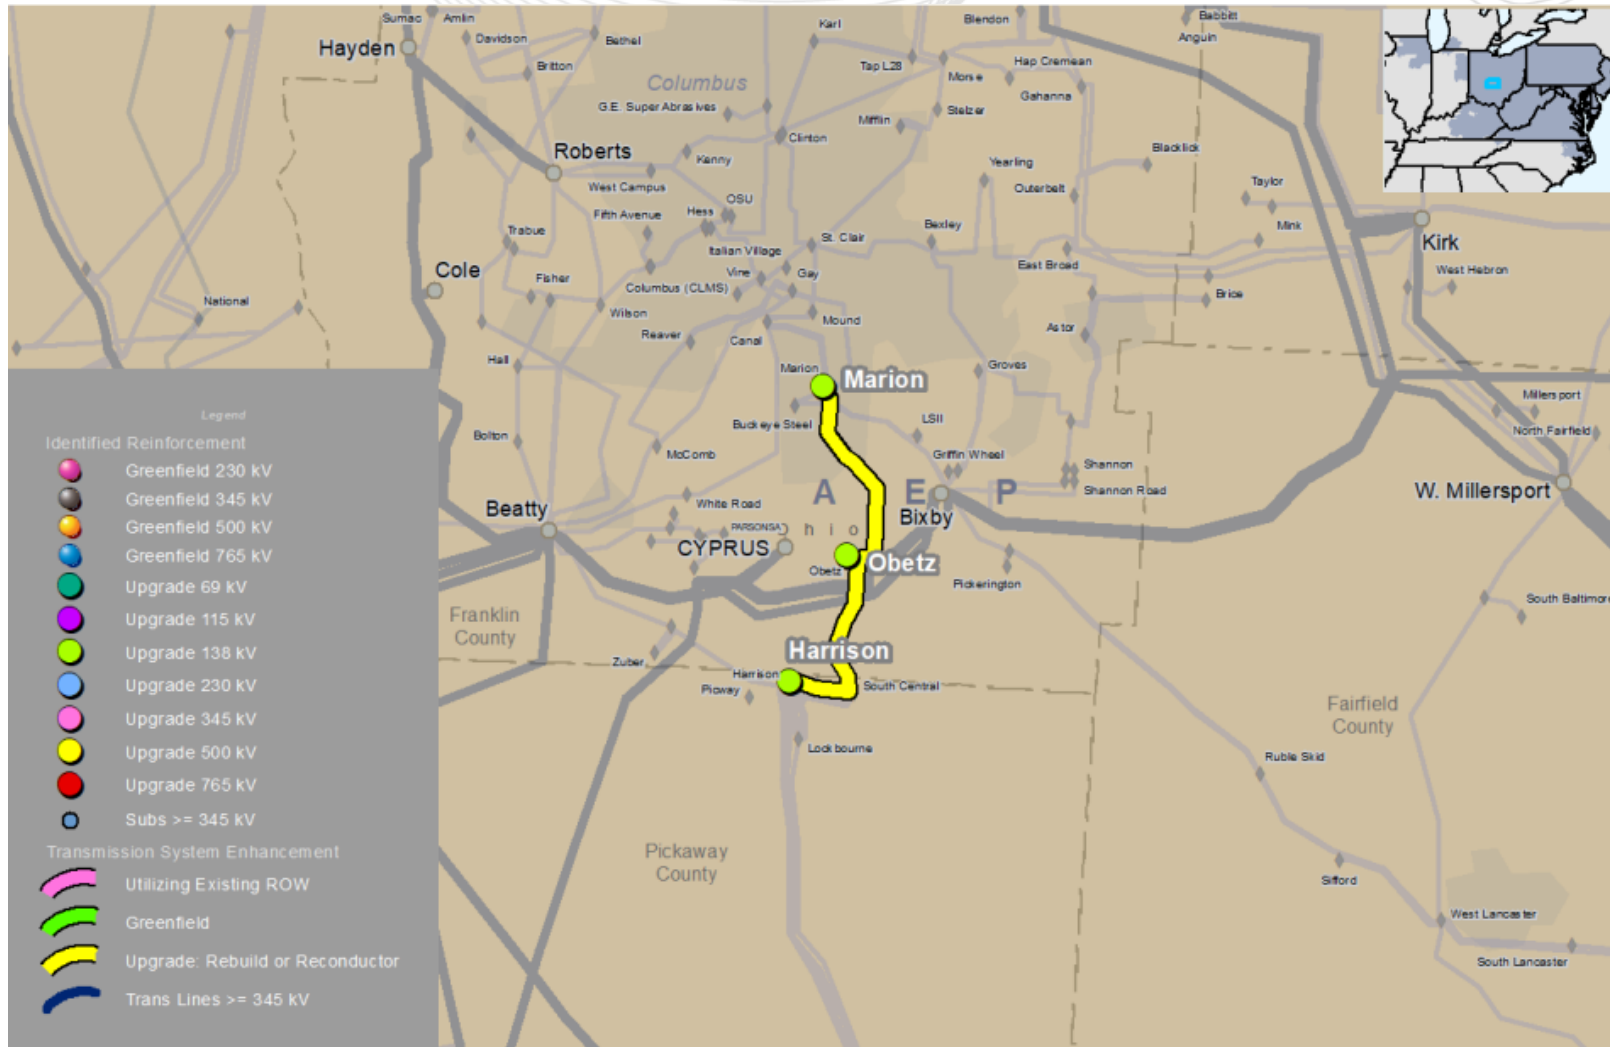 Sumac
Amlin
Hayden
Davidson
Bethel
Britton
Columbus
Karl
Blendon
Babbitt
Anguin
Tap L28
Morse
Hap Cremean
Gahanna
G.E. Super Abrasives
Mifflin
Stelzer
Clinton
Roberts
Kenny
West Campus
Yearling
Outerbelt
Blacklick
Taylor
Mink
Kirk
OSU
Fifth Avenue
Hess
Trabue
Italian Village
St. Clair
Bexley
East Broad
West Hebron
Cole
Fisher
Vine
Gay
Columbus (CLMS)
Brice
National
Wilson
Mound
Reaver
Canal
Astor
Hall
Marion
Marion
Groves
Millersport
Buckeye Steel
LSII
North Fairfield
Bolton
McComb
Griffin Wheel
Shannon
Shannon Road
A E P
W. Millersport
White Road
Beatty
Bixby
PARSONSA
Ohio
CYPRUS
Obetz
Obetz
Pickerington
South Baltimore
Franklin
County
Harrison
Zuber
Harrison
Picway
South Central
Fairfield
County
Lockbourne
Ruble Skid
Pickaway
County
Sifford
West Lancaster
South Lancaster
Legend
Identified Reinforcement
Greenfield 230 kV
Greenfield 345 kV
Greenfield 500 kV
Greenfield 765 kV
Upgrade 69 kV
Upgrade 115 kV
Upgrade 138 kV
Upgrade 230 kV
Upgrade 345 kV
Upgrade 500 kV
Upgrade 765 kV
Subs >= 345 kV
Transmission System Enhancement
Utilizing Existing ROW
Greenfield
Upgrade: Rebuild or Reconductor
Trans Lines >= 345 kV